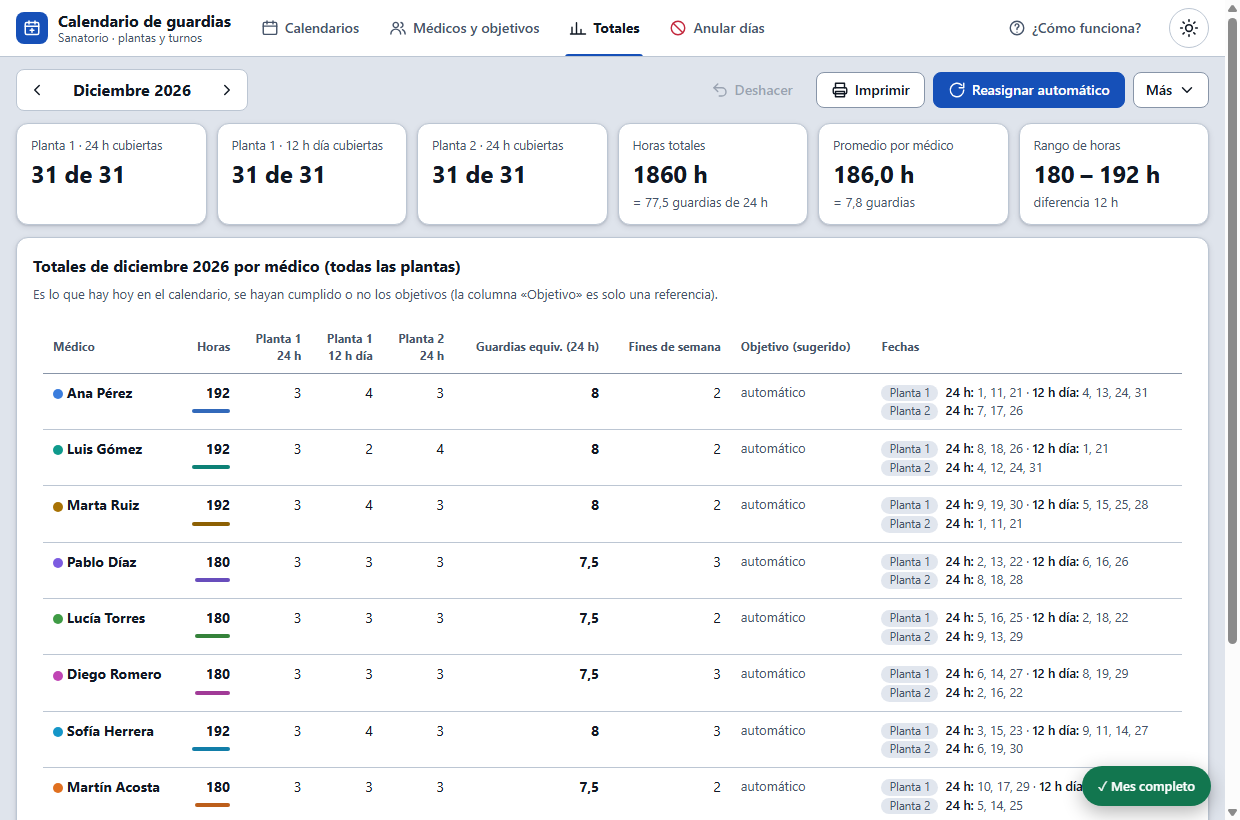 Calendario de guardias
Sanatorio · plantas y turnos
Calendarios
Médicos y objetivos
Totales
Anular días
¿Cómo funciona?
Diciembre 2026
Deshacer
Imprimir
Reasignar automático
Más
Planta 1 · 24 h cubiertas
31 de 31
Planta 1 · 12 h día cubiertas
31 de 31
Planta 2 · 24 h cubiertas
31 de 31
Horas totales
1860 h
= 77,5 guardias de 24 h
Promedio por médico
186,0 h
= 7,8 guardias
Rango de horas
180 – 192 h
diferencia 12 h
Totales de diciembre 2026 por médico (todas las plantas)
Es lo que hay hoy en el calendario, se hayan cumplido o no los objetivos (la columna «Objetivo» es solo una referencia).
Médico Horas Planta 1 24 h Planta 1 12 h día Planta 2 24 h Guardias equiv. (24 h) Fines de semana Objetivo (sugerido) Fechas
Ana Pérez 192 3 4 3 8 2 automático Planta 1 24 h: 1, 11, 21 · 12 h día: 4, 13, 24, 31
Planta 2 24 h: 7, 17, 26
Luis Gómez 192 3 2 4 8 2 automático Planta 1 24 h: 8, 18, 26 · 12 h día: 1, 21
Planta 2 24 h: 4, 12, 24, 31
Marta Ruiz 192 3 4 3 8 2 automático Planta 1 24 h: 9, 19, 30 · 12 h día: 5, 15, 25, 28
Planta 2 24 h: 1, 11, 21
Pablo Díaz 180 3 3 3 7,5 3 automático Planta 1 24 h: 2, 13, 22 · 12 h día: 6, 16, 26
Planta 2 24 h: 8, 18, 28
Lucía Torres 180 3 3 3 7,5 2 automático Planta 1 24 h: 5, 16, 25 · 12 h día: 2, 18, 22
Planta 2 24 h: 9, 13, 29
Diego Romero 180 3 3 3 7,5 3 automático Planta 1 24 h: 6, 14, 27 · 12 h día: 8, 19, 29
Planta 2 24 h: 2, 16, 22
Sofía Herrera 192 3 4 3 8 3 automático Planta 1 24 h: 3, 15, 23 · 12 h día: 9, 11, 14, 27
Planta 2 24 h: 6, 19, 30
Martín Acosta 180 3 3 3 7,5 2 automático Planta 1 24 h: 10, 17, 29 · 12 h día
Planta 2 24 h: 5, 14, 25
✓ Mes completo